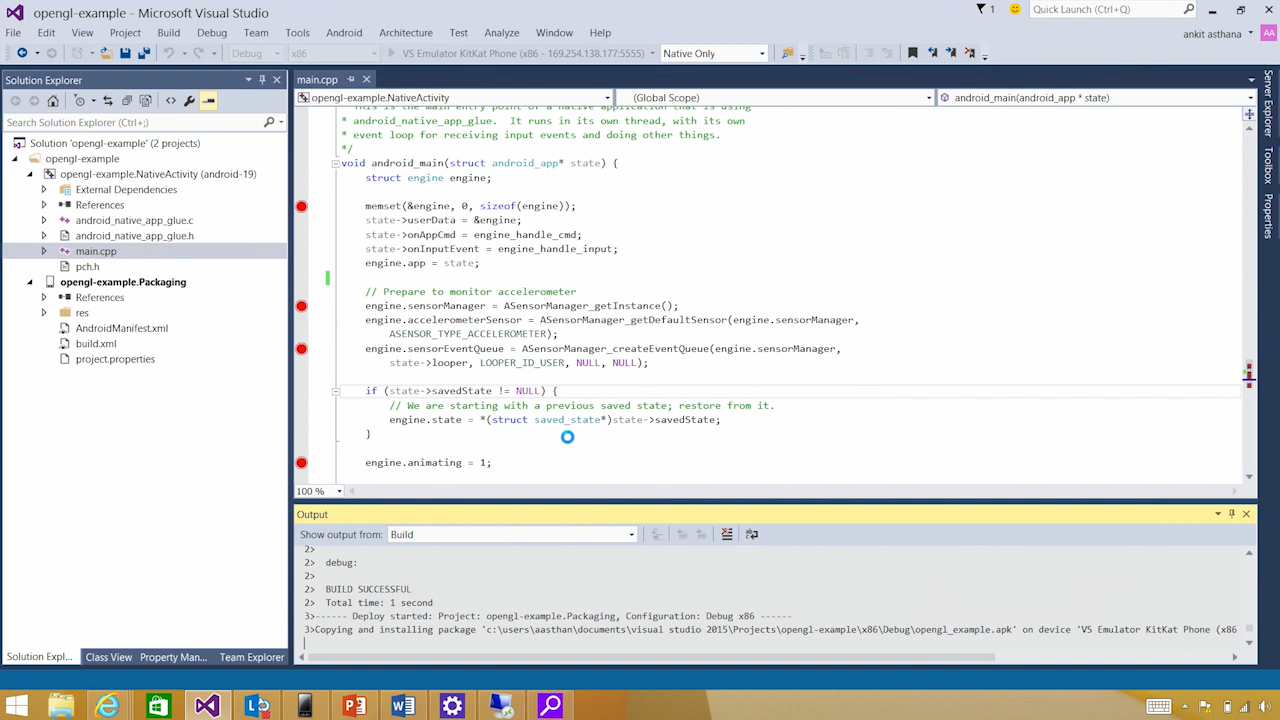 opengl-example - Microsoft Visual Studio
1
Quick Launch (Ctrl+Q)
File Edit View Project Build Debug Team Tools Android Architecture Test Analyze Window Help
ankit asthana
AA
Debug x86 VS Emulator KitKat Phone - 169.254.138.177:5555) Native Only
Solution Explorer
Search Solution Explorer (Ctrl+;)
Solution 'opengl-example' (2 projects)
opengl-example
opengl-example.NativeActivity (android-19)
External Dependencies
References
android_native_app_glue.c
android_native_app_glue.h
main.cpp
pch.h
opengl-example.Packaging
References
res
AndroidManifest.xml
build.xml
project.properties
Solution Expl... Class View Property Man... Team Explorer
main.cpp
opengl-example.NativeActivity (Global Scope) android_main(android_app * state)
* This is the main entry point of a native application that is using
* android_native_app_glue. It runs in its own thread, with its own
* event loop for receiving input events and doing other things.
*/
void android_main(struct android_app* state) {
struct engine engine;
memset(&engine, 0, sizeof(engine));
state->userData = &engine;
state->onAppCmd = engine_handle_cmd;
state->onInputEvent = engine_handle_input;
engine.app = state;
// Prepare to monitor accelerometer
engine.sensorManager = ASensorManager_getInstance();
engine.accelerometerSensor = ASensorManager_getDefaultSensor(engine.sensorManager,
ASENSOR_TYPE_ACCELEROMETER);
engine.sensorEventQueue = ASensorManager_createEventQueue(engine.sensorManager,
state->looper, LOOPER_ID_USER, NULL, NULL);
if (state->savedState != NULL) {
// We are starting with a previous saved state; restore from it.
engine.state = *(struct saved_state*)state->savedState;
}
engine.animating = 1;
100 %
Output
Show output from: Build
2>
2> debug:
2>
2> BUILD SUCCESSFUL
2> Total time: 1 second
3>------ Deploy started: Project: opengl-example.Packaging, Configuration: Debug x86 ------
3>Copying and installing package 'c:\users\aasthan\documents\visual studio 2015\Projects\opengl-example\x86\Debug\opengl_example.apk' on device 'VS Emulator KitKat Phone (x86
Server Explorer
Toolbox
Properties